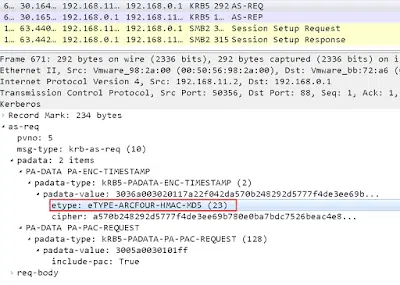 6… 30.164… 192.168.11… 192.168.0.1 KRB5 292 AS-REQ
6… 30.165… 192.168.0.1 192.168.11… KRB5 1… AS-REP
1… 63.440… 192.168.11… 192.168.0.1 SMB2 3… Session Setup Request
1… 63.442… 192.168.0.1 192.168.11… SMB2 315 Session Setup Response
Frame 671: 292 bytes on wire (2336 bits), 292 bytes captured (2336 bits) on i
Ethernet II, Src: Vmware_98:2a:00 (00:50:56:98:2a:00), Dst: Vmware_bb:72:a6 (
Internet Protocol Version 4, Src: 192.168.11.2, Dst: 192.168.0.1
Transmission Control Protocol, Src Port: 50356, Dst Port: 88, Seq: 1, Ack: 1,
Kerberos
Record Mark: 234 bytes
as-req
pvno: 5
msg-type: krb-as-req (10)
padata: 2 items
PA-DATA PA-ENC-TIMESTAMP
padata-type: kRB5-PADATA-ENC-TIMESTAMP (2)
padata-value: 3036a003020117a22f042da570b248292d5777f4de3ee69b…
etype: eTYPE-ARCFOUR-HMAC-MD5 (23)
cipher: a570b248292d5777f4de3ee69b780e0ba7bdc7526beac4e8…
PA-DATA PA-PAC-REQUEST
padata-type: kRB5-PADATA-PA-PAC-REQUEST (128)
padata-value: 3005a0030101ff
include-pac: True
req-body